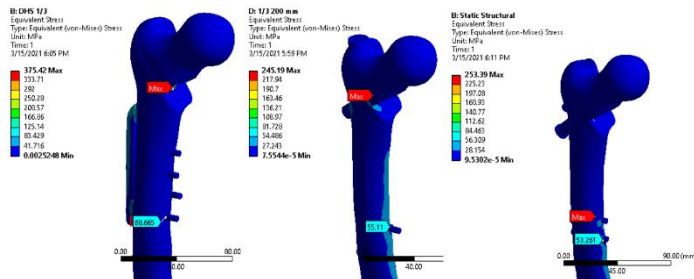 B: DHS 1/3
Equivalent Stress
Type: Equivalent (von-Mises) Stress
Unit: MPa
Time: 1
3/15/2021 6:05 PM
375.42 Max
333.71
292
250.28
208.57
166.86
125.14
83.429
41.716
0.0025248 Min
Max
68.665
0.00
80.00
D: 1/3 200 mm
Equivalent Stress
Type: Equivalent (von-Mises) Stress
Unit: MPa
Time: 1
3/15/2021 5:59 PM
245.19 Max
217.94
190.7
163.46
136.21
108.97
81.728
54.486
27.243
7.5544e-5 Min
Max
55.11
0.00
40.00
B: Static Structural
Equivalent Stress
Type: Equivalent (von-Mises) Stress
Unit: MPa
Time: 1
3/15/2021 6:11 PM
253.39 Max
225.23
197.08
168.93
140.77
112.62
84.463
56.309
28.154
9.5302e-5 Min
Max
53.261
0.00
90.00 (mm
45.00